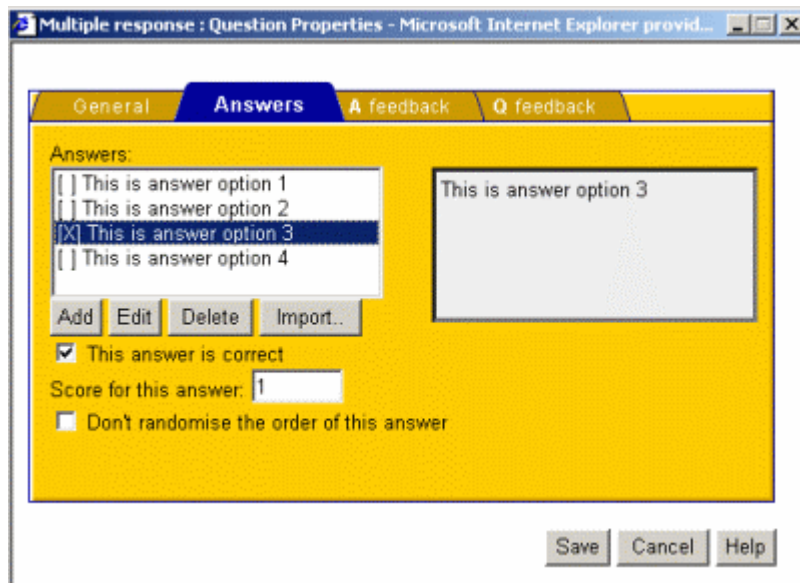 Multiple response : Question Properties - Microsoft Internet Explorer provid...
General Answers A feedback Q feedback
Answers:
[ ] This is answer option 1
[ ] This is answer option 2
[X] This is answer option 3
[ ] This is answer option 4
This is answer option 3
Add Edit Delete Import..
This answer is correct
Score for this answer: 1
Don't randomise the order of this answer
Save Cancel Help